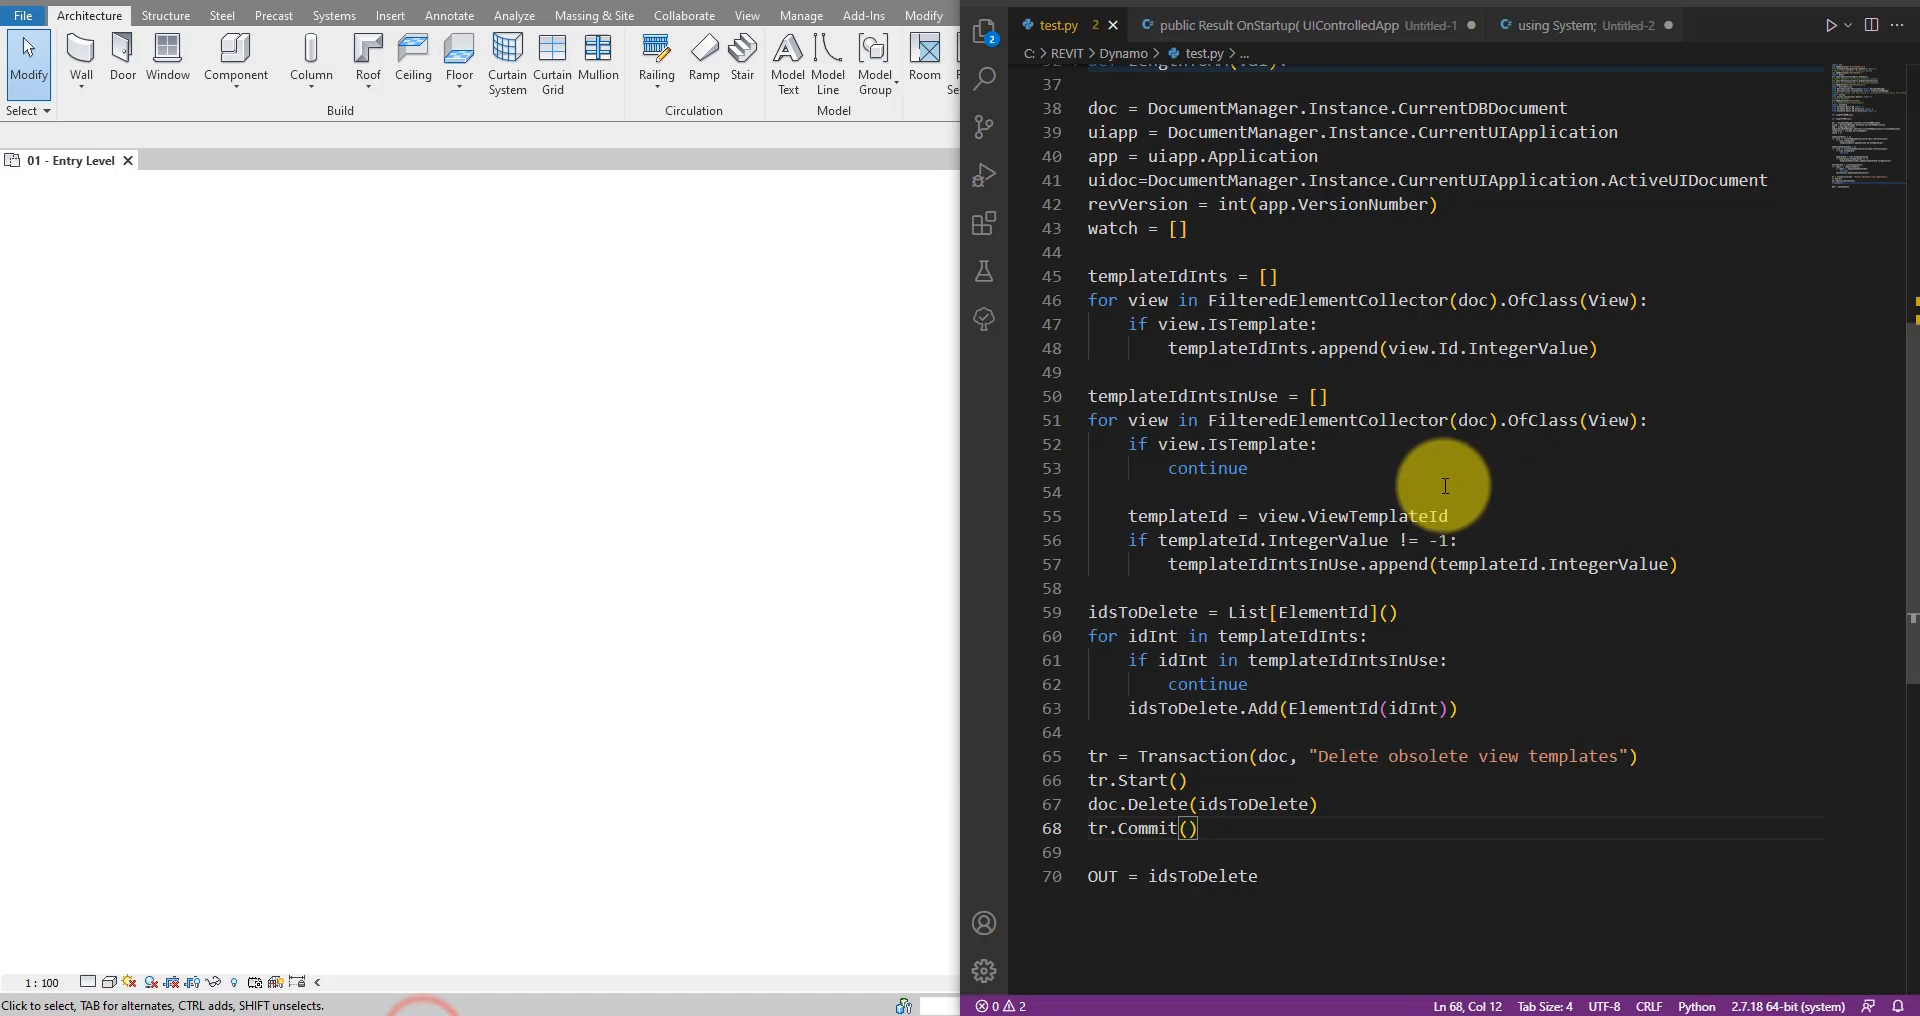 File Architecture Structure Steel Precast Systems Insert Annotate Analyze Massing & Site Collaborate View Manage Add-Ins Modify
Modify Wall Door Window Component Column Roof Ceiling Floor Curtain System Curtain Grid Mullion Railing Ramp Stair Model Text Model Line Model Group Room
Select Build Circulation Model
01 - Entry Level
1 : 100
Click to select, TAB for alternates, CTRL adds, SHIFT unselects.
test.py 2 public Result OnStartup( UIControlledApp Untitled-1 using System; Untitled-2
C: > REVIT > Dynamo > test.py > ...
2
37
38 doc = DocumentManager.Instance.CurrentDBDocument
39 uiapp = DocumentManager.Instance.CurrentUIApplication
40 app = uiapp.Application
41 uidoc=DocumentManager.Instance.CurrentUIApplication.ActiveUIDocument
42 revVersion = int(app.VersionNumber)
43 watch = []
44
45 templateIdInts = []
46 for view in FilteredElementCollector(doc).OfClass(View):
47 if view.IsTemplate:
48 templateIdInts.append(view.Id.IntegerValue)
49
50 templateIdIntsInUse = []
51 for view in FilteredElementCollector(doc).OfClass(View):
52 if view.IsTemplate:
53 continue
54
55 templateId = view.ViewTemplateId
56 if templateId.IntegerValue != -1:
57 templateIdIntsInUse.append(templateId.IntegerValue)
58
59 idsToDelete = List[ElementId]()
60 for idInt in templateIdInts:
61 if idInt in templateIdIntsInUse:
62 continue
63 idsToDelete.Add(ElementId(idInt))
64
65 tr = Transaction(doc, "Delete obsolete view templates")
66 tr.Start()
67 doc.Delete(idsToDelete)
68 tr.Commit()
69
70 OUT = idsToDelete
0 2 Ln 68, Col 12 Tab Size: 4 UTF-8 CRLF Python 2.7.18 64-bit (system)